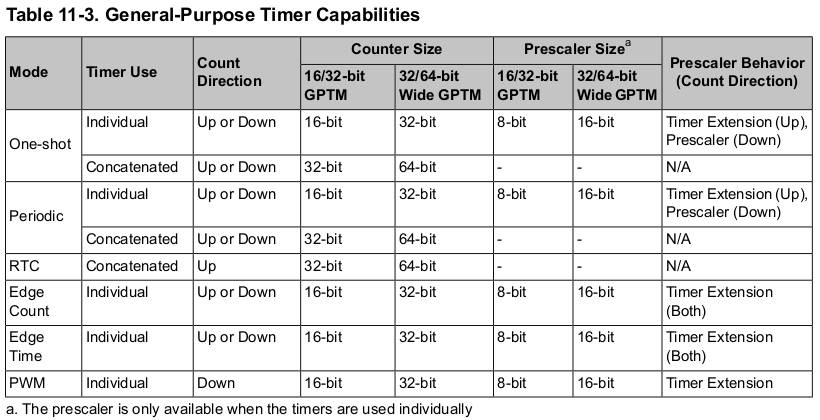 Table 11-3. General-Purpose Timer Capabilities
Mode Timer Use Count Direction Counter Size Prescaler Sizea Prescaler Behavior (Count Direction)
16/32-bit GPTM 32/64-bit Wide GPTM 16/32-bit GPTM 32/64-bit Wide GPTM
One-shot Individual Up or Down 16-bit 32-bit 8-bit 16-bit Timer Extension (Up), Prescaler (Down)
Concatenated Up or Down 32-bit 64-bit - - N/A
Periodic Individual Up or Down 16-bit 32-bit 8-bit 16-bit Timer Extension (Up), Prescaler (Down)
Concatenated Up or Down 32-bit 64-bit - - N/A
RTC Concatenated Up 32-bit 64-bit - - N/A
Edge Count Individual Up or Down 16-bit 32-bit 8-bit 16-bit Timer Extension (Both)
Edge Time Individual Up or Down 16-bit 32-bit 8-bit 16-bit Timer Extension (Both)
PWM Individual Down 16-bit 32-bit 8-bit 16-bit Timer Extension
a. The prescaler is only available when the timers are used individually